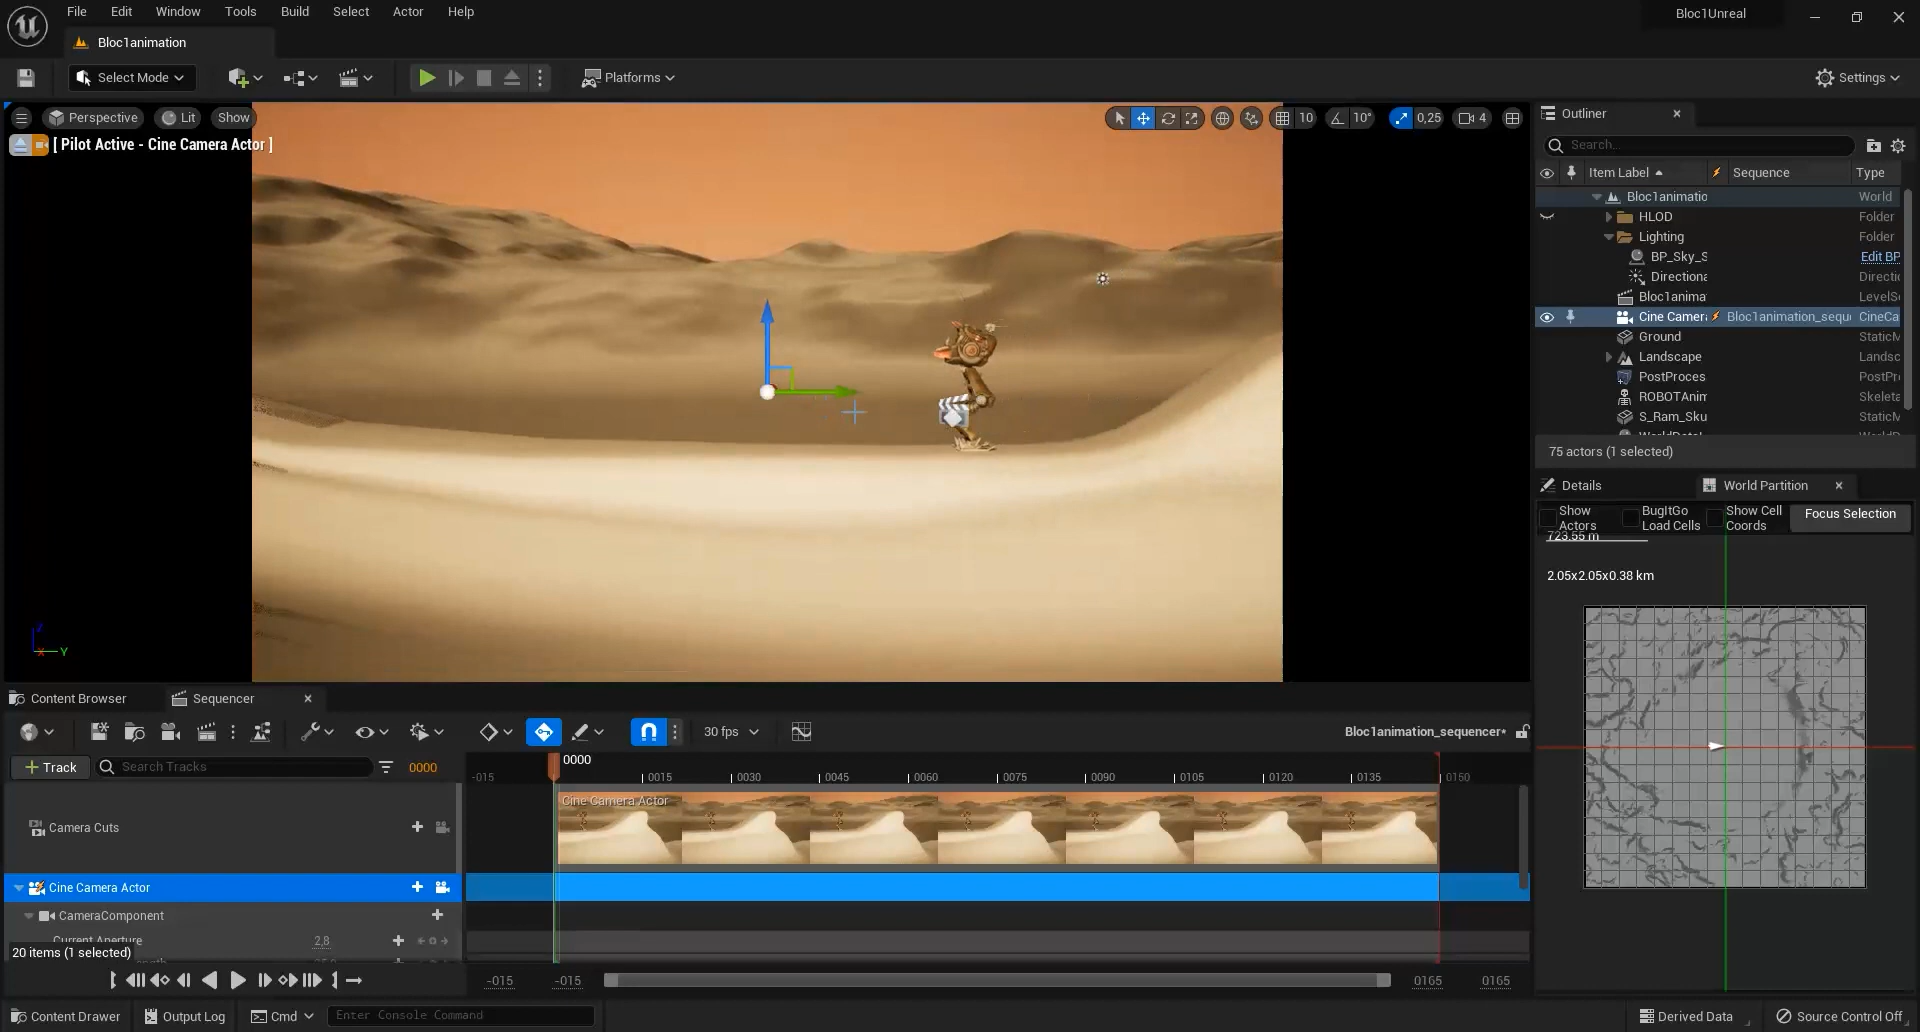 File Edit Window Tools Build Select Actor Help
Bloc1Unreal
Bloc1animation
Select Mode
Platforms
Settings
Perspective Lit Show
10 10° 0,25 4
[ Pilot Active - Cine Camera Actor ]
Outliner
Search...
Item Label Sequence Type
Bloc1animatio World
HLOD Folder
Lighting Folder
BP_Sky_S Edit BP
Directiona Directio
Bloc1anima LevelSe
Cine Camera Bloc1animation_sequ CineCa
Ground StaticM
Landscape Landsc
PostProces PostPro
ROBOTAnim Skeleta
S_Ram_Sku StaticM
75 actors (1 selected)
Details World Partition
Show Actors
BugItGo Load Cells
Show Cell Coords
Focus Selection
723.55 m
2.05x2.05x0.38 km
Z
X Y
Content Browser Sequencer
30 fps
Bloc1animation_sequencer*
Track
Search Tracks
0000
0000
-015 0015 0030 0045 0060 0075 0090 0105 0120 0135 0150
Camera Cuts
Cine Camera Actor
Cine Camera Actor
CameraComponent
Current Aperture 2,8
20 items (1 selected)
-015 -015 0165 0165
Content Drawer Output Log Cmd Enter Console Command
Derived Data Source Control Off